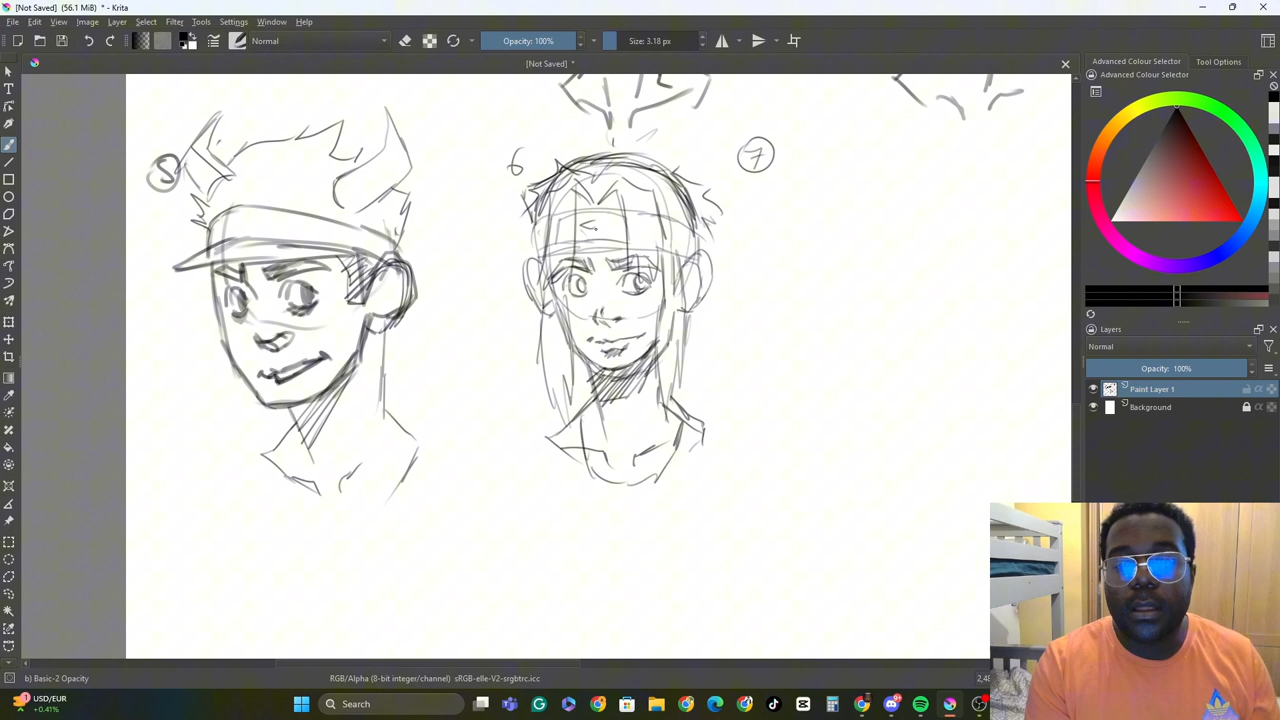 [Not Saved] (56.1 MiB) * - Krita
File Edit View Image Layer Select Filter Tools Settings Window Help
Normal
Opacity: 100%
Size: 3.18 px
[Not Saved] *
Advanced Colour Selector
Tool Options
Advanced Colour Selector
5
6
7
Layers
Normal
Opacity: 100%
Paint Layer 1
Background
b) Basic-2 Opacity
RGB/Alpha (8-bit integer/channel) sRGB-elle-V2-srgbtrc.icc
2,48
1
USD/EUR
+0.41%
Search